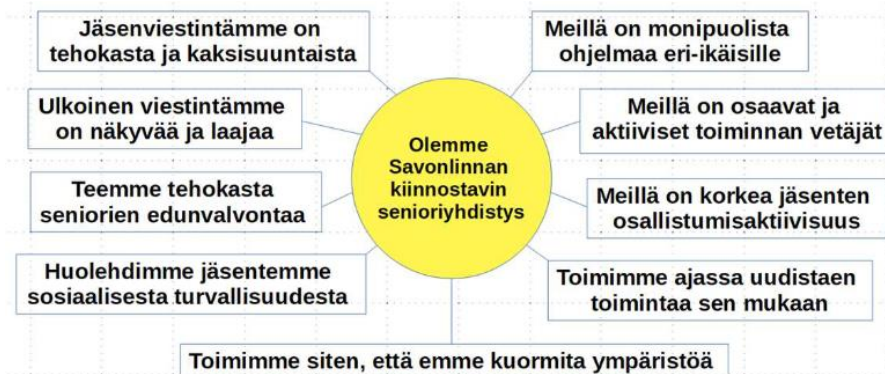 Jäsenviestintämme on
tehokasta ja kaksisuuntaista
Meillä on monipuolista
ohjelmaa eri-ikäisille
Ulkoinen viestintämme
on näkyvää ja laajaa
Meillä on osaavat ja
aktiiviset toiminnan vetäjät
Olemme
Savonlinnan
kiinnostavin
senioriyhdistys
Teemme tehokasta
seniorien edunvalvontaa
Meillä on korkea jäsenten
osallistumisaktiivisuus
Huolehdimme jäsentemme
sosiaalisesta turvallisuudesta
Toimimme ajassa uudistaen
toimintaa sen mukaan
Toimimme siten, että emme kuormita ympäristöä